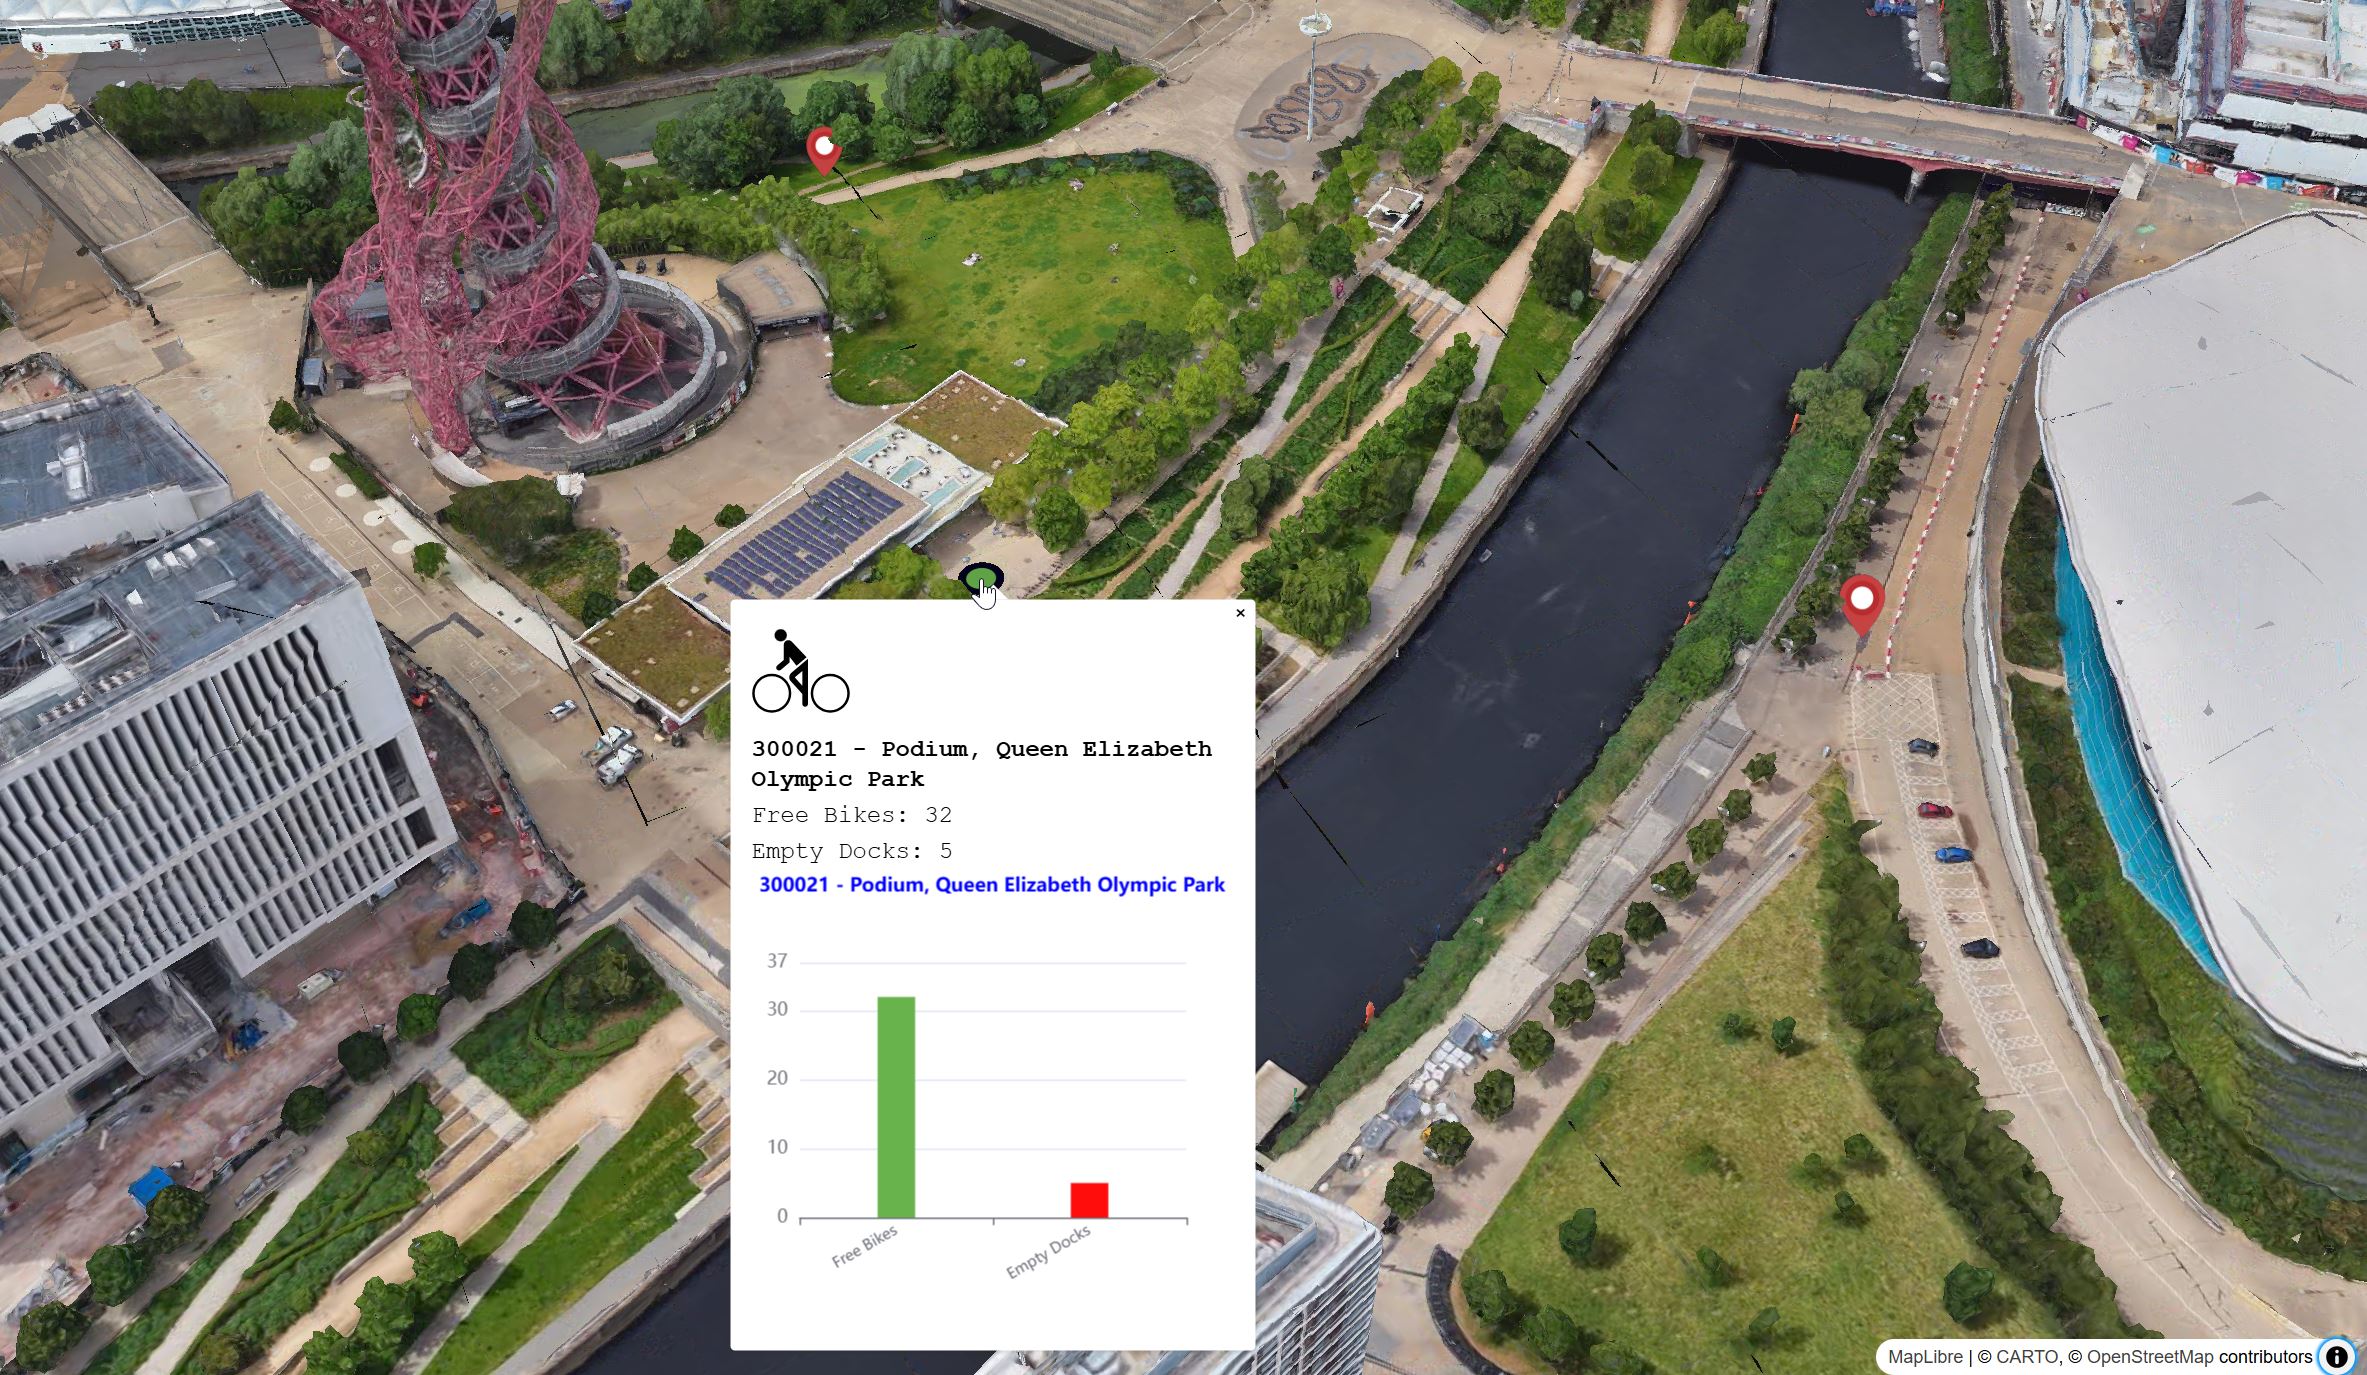 ×
300021 - Podium, Queen Elizabeth
Olympic Park
Free Bikes: 32
Empty Docks: 5
300021 - Podium, Queen Elizabeth Olympic Park
37
30
20
10
0
Free Bikes
Empty Docks
MapLibre | © CARTO, © OpenStreetMap contributors